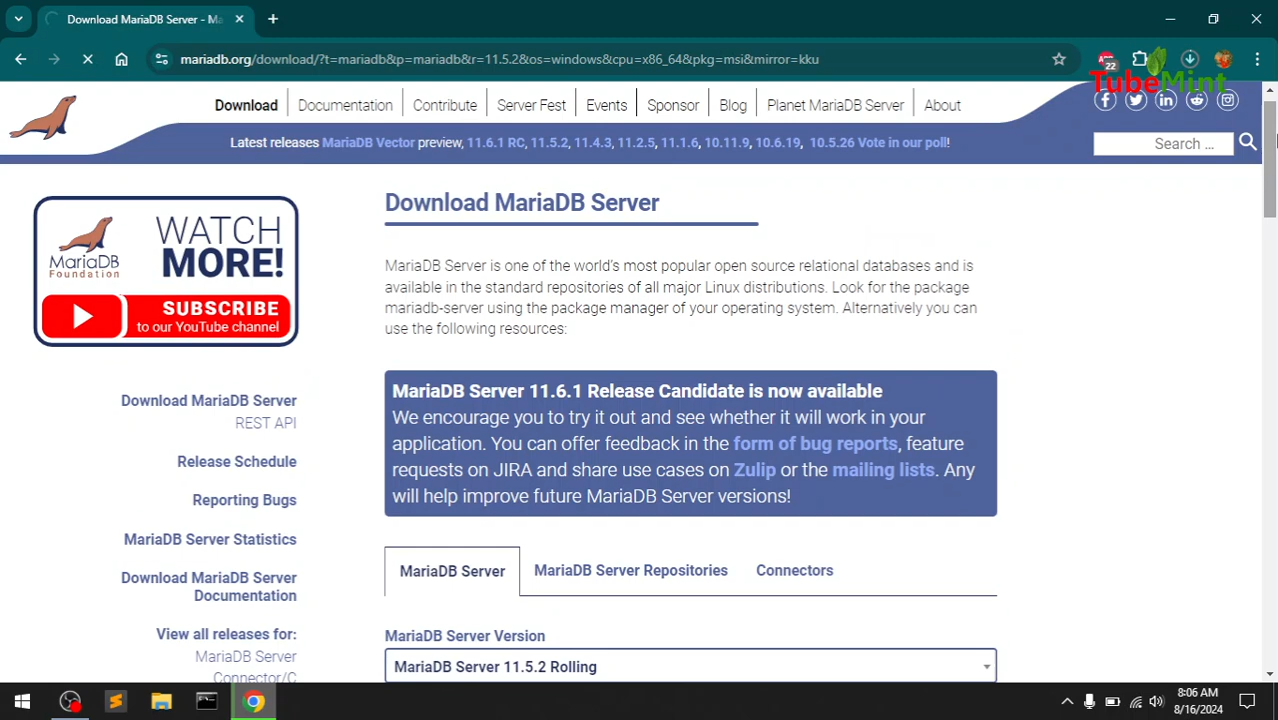 Download MariaDB Server - Ma
mariadb.org/download/?t=mariadb&p=mariadb&r=11.5.2&os=windows&cpu=x86_64&pkg=msi&mirror=kku
22
TubeMint
Download
Documentation
Contribute
Server Fest
Events
Sponsor
Blog
Planet MariaDB Server
About
Latest releases MariaDB Vector preview, 11.6.1 RC, 11.5.2, 11.4.3, 11.2.5, 11.1.6, 10.11.9, 10.6.19, 10.5.26 Vote in our poll!
Search ...
MariaDB
Foundation
WATCH
MORE!
SUBSCRIBE
to our YouTube channel
Download MariaDB Server
REST API
Release Schedule
Reporting Bugs
MariaDB Server Statistics
Download MariaDB Server
Documentation
View all releases for:
MariaDB Server
Connector/C
Download MariaDB Server
MariaDB Server is one of the world's most popular open source relational databases and is
available in the standard repositories of all major Linux distributions. Look for the package
mariadb-server using the package manager of your operating system. Alternatively you can
use the following resources:
MariaDB Server 11.6.1 Release Candidate is now available
We encourage you to try it out and see whether it will work in your
application. You can offer feedback in the form of bug reports, feature
requests on JIRA and share use cases on Zulip or the mailing lists. Any
will help improve future MariaDB Server versions!
MariaDB Server
MariaDB Server Repositories
Connectors
MariaDB Server Version
MariaDB Server 11.5.2 Rolling
8:06 AM
8/16/2024